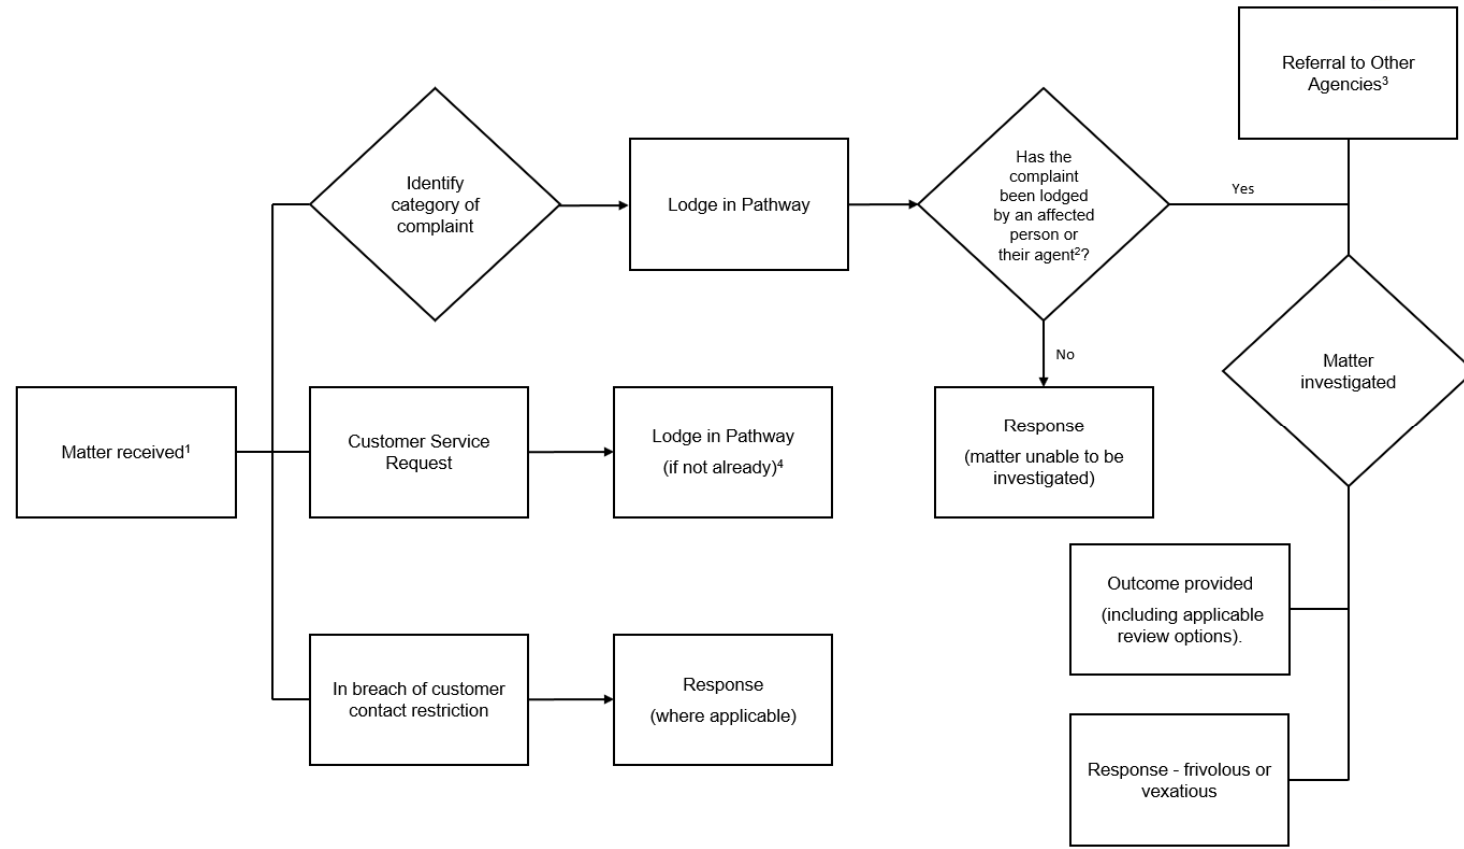 Referral to Other
Agencies³
Identify
category of
complaint
Lodge in Pathway
Has the
complaint
been lodged
by an affected
person or
their agent²?
Yes
No
Matter
investigated
Matter received¹
Customer Service
Request
Lodge in Pathway
(if not already)⁴
Response
(matter unable to be
investigated)
Outcome provided
(including applicable
review options).
In breach of customer
contact restriction
Response
(where applicable)
Response - frivolous or
vexatious